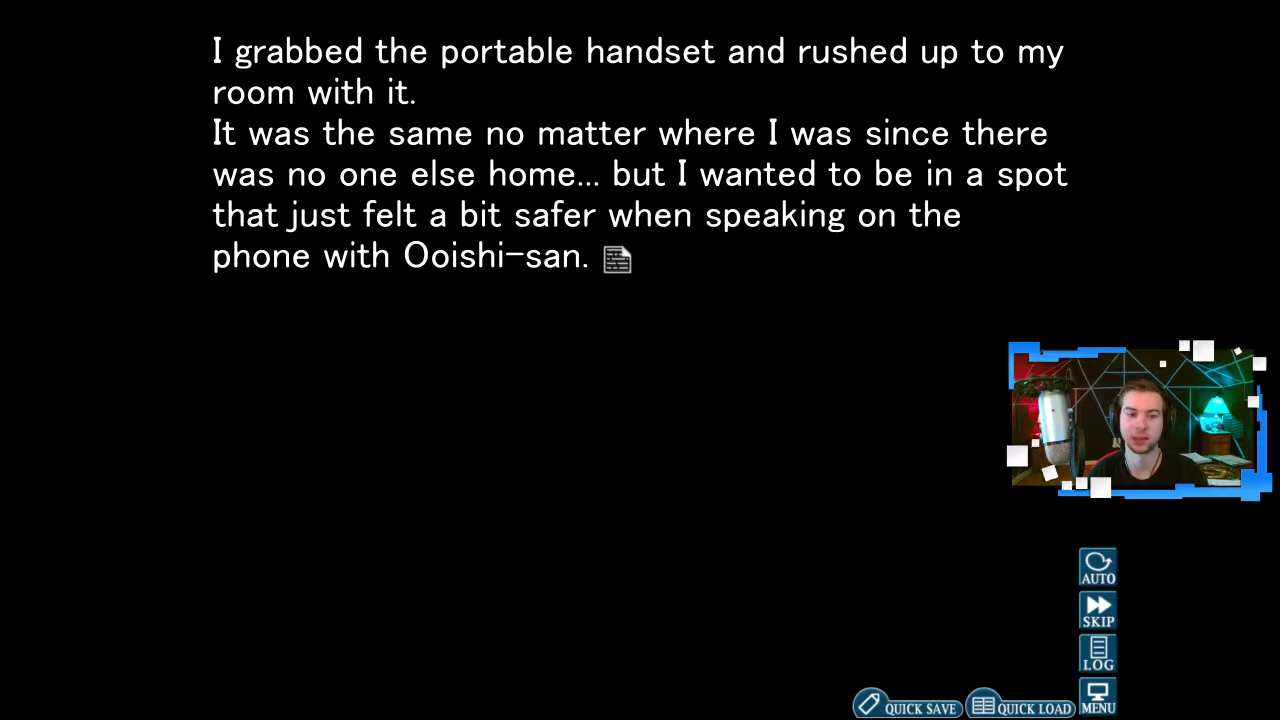 I grabbed the portable handset and rushed up to my
room with it.
It was the same no matter where I was since there
was no one else home... but I wanted to be in a spot
that just felt a bit safer when speaking on the
phone with Ooishi-san.
AUTO
SKIP
LOG
MENU
QUICK SAVE
QUICK LOAD